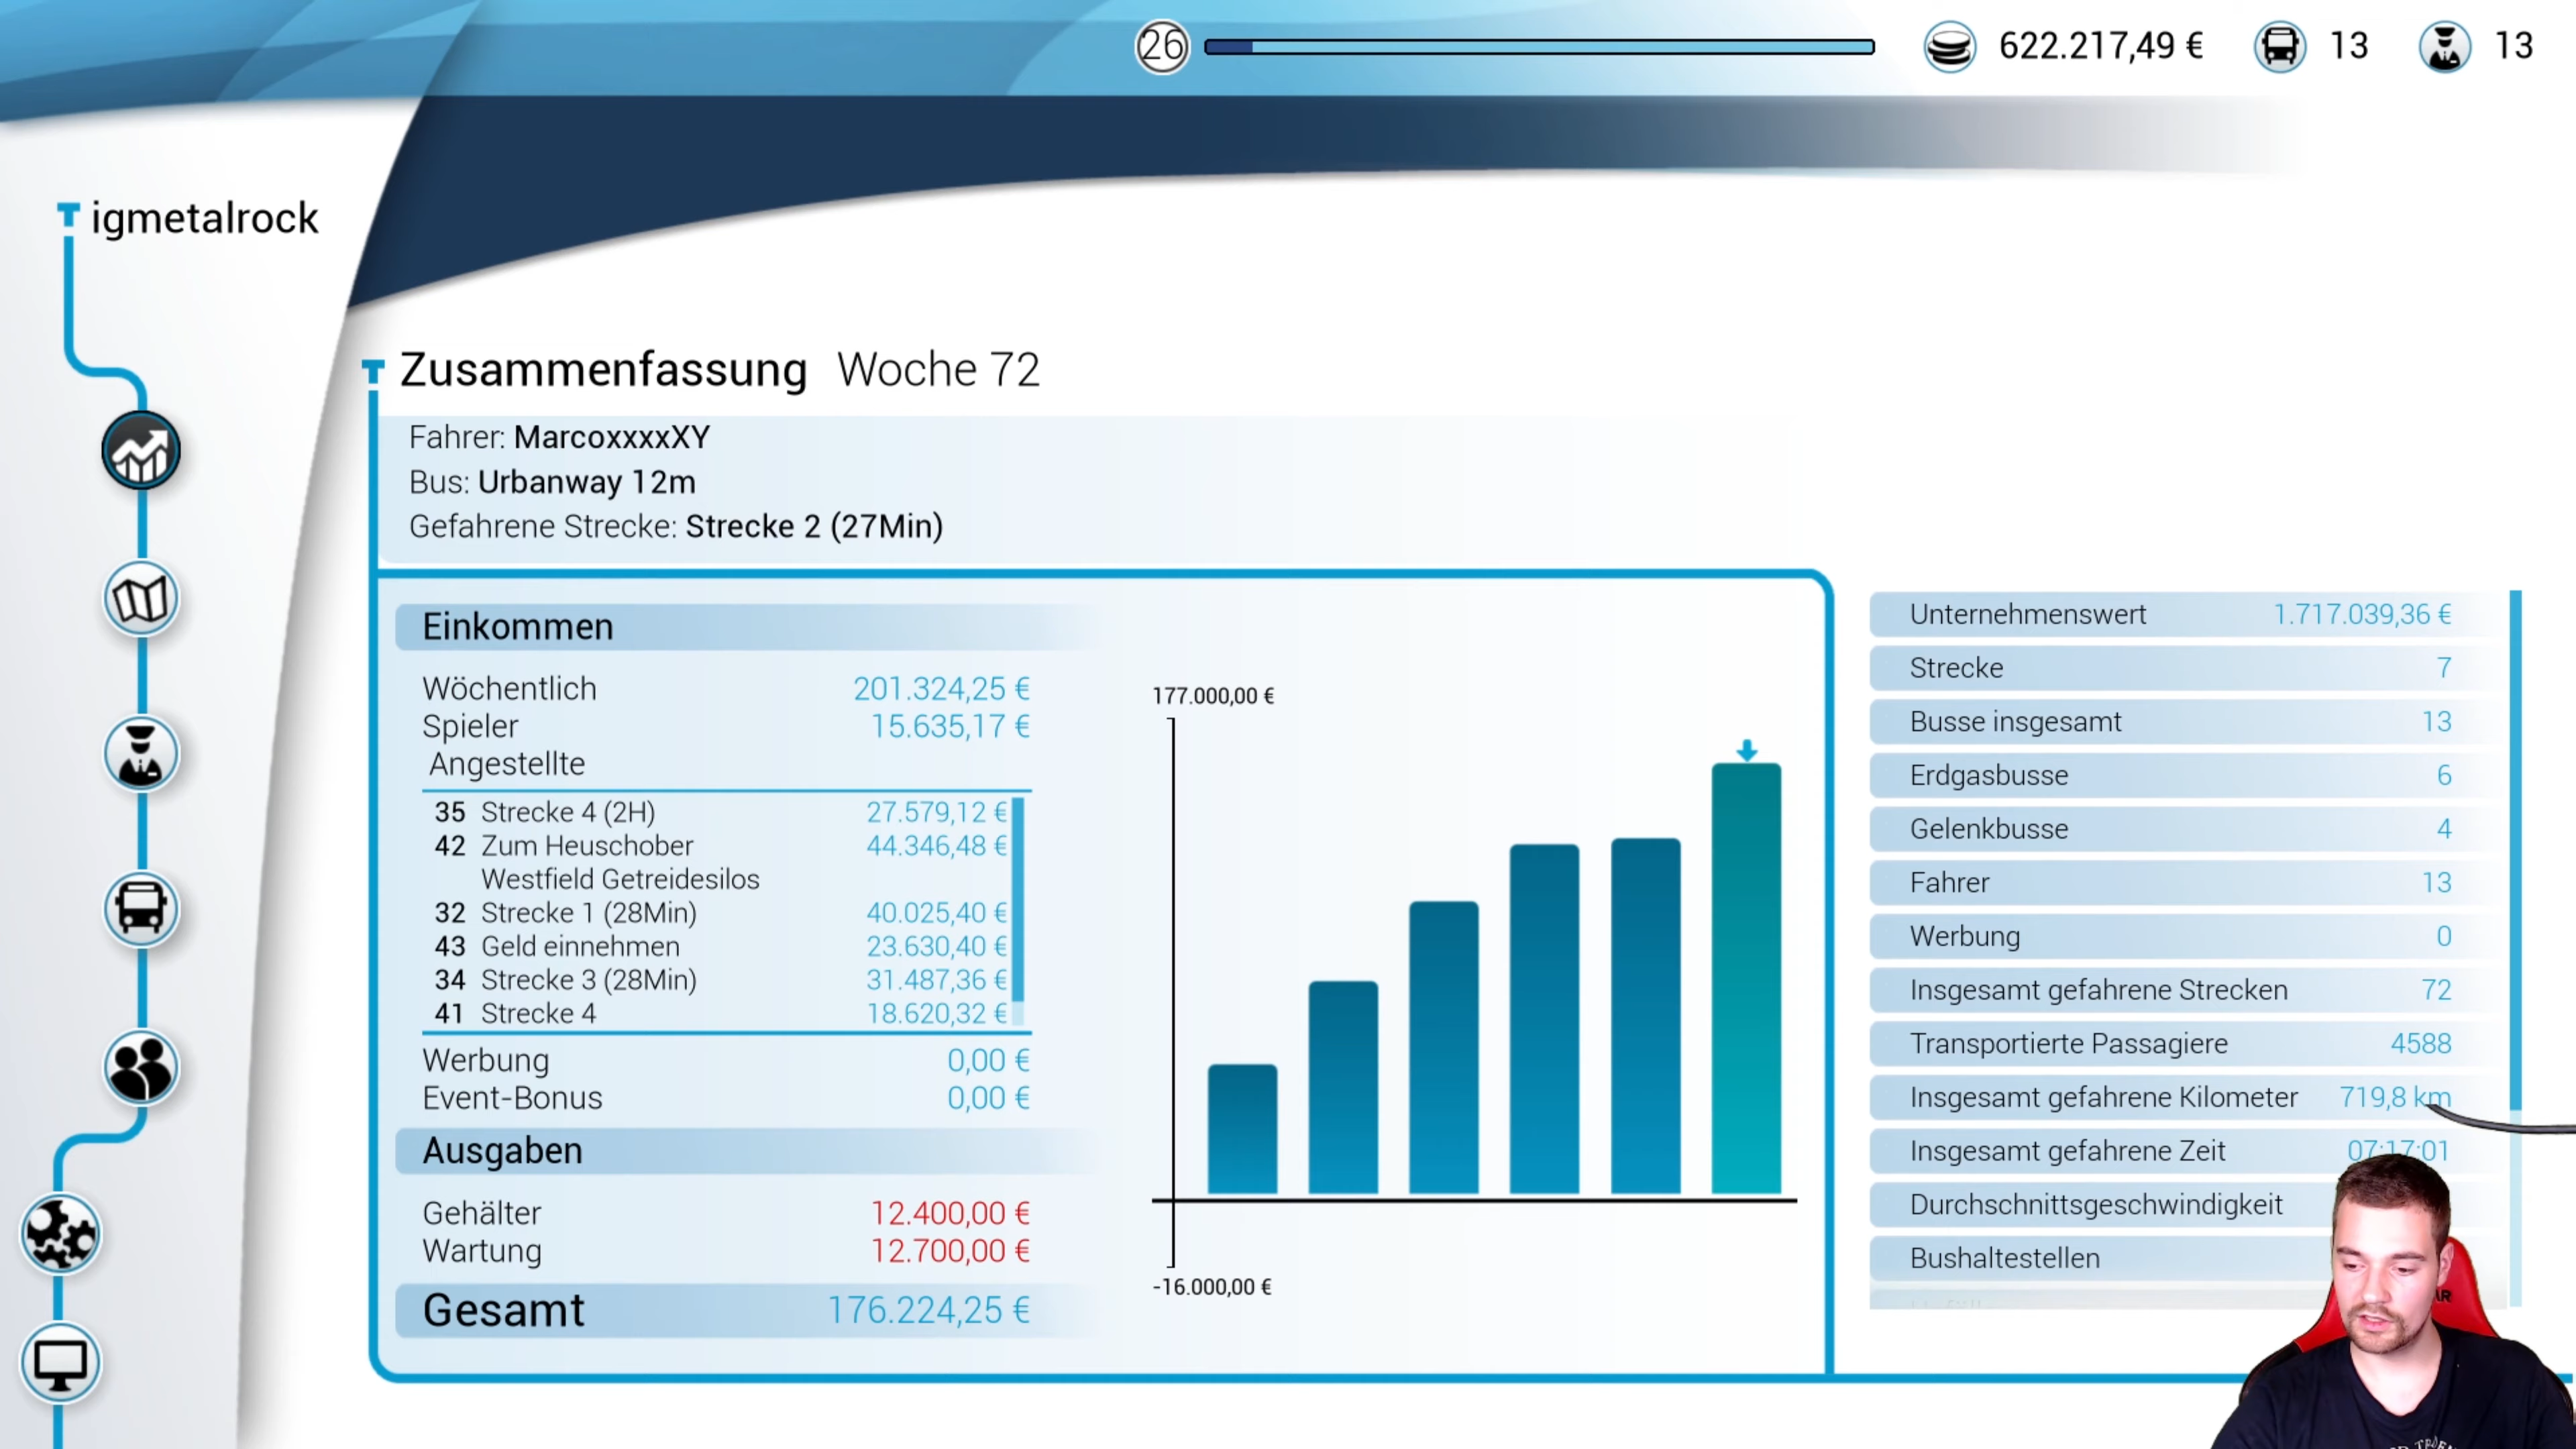 26
622.217,49 €
13
13
igmetalrock
Zusammenfassung Woche 72
Fahrer: MarcoxxxxXY
Bus: Urbanway 12m
Gefahrene Strecke: Strecke 2 (27Min)
Einkommen
Wöchentlich 201.324,25 €
Spieler 15.635,17 €
Angestellte
35 Strecke 4 (2H) 27.579,12 €
42 Zum Heuschober 44.346,48 €
Westfield Getreidesilos
32 Strecke 1 (28Min) 40.025,40 €
43 Geld einnehmen 23.630,40 €
34 Strecke 3 (28Min) 31.487,36 €
41 Strecke 4 18.620,32 €
Werbung 0,00 €
Event-Bonus 0,00 €
Ausgaben
Gehälter 12.400,00 €
Wartung 12.700,00 €
Gesamt 176.224,25 €
177.000,00 €
-16.000,00 €
Unternehmenswert 1.717.039,36 €
Strecke 7
Busse insgesamt 13
Erdgasbusse 6
Gelenkbusse 4
Fahrer 13
Werbung 0
Insgesamt gefahrene Strecken 72
Transportierte Passagiere 4588
Insgesamt gefahrene Kilometer 719,8 km
Insgesamt gefahrene Zeit 07:17:01
Durchschnittsgeschwindigkeit
Bushaltestellen